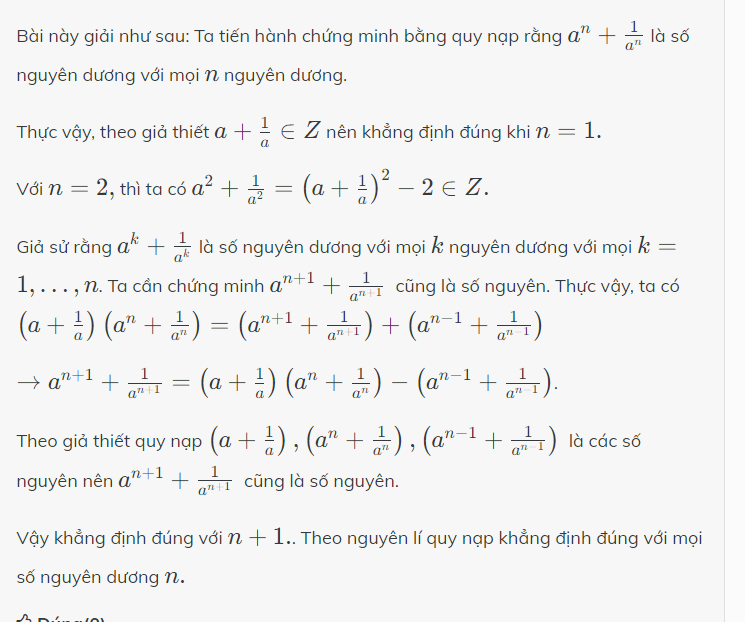 Bài này giải như sau: Ta tiến hành chứng minh bằng quy nạp rằng $a^n + \frac{1}{a^n}$ là số
nguyên dương với mọi $n$ nguyên dương.
Thực vậy, theo giả thiết $a + \frac{1}{a} \in Z$ nên khẳng định đúng khi $n = 1.$
Với $n = 2,$ thì ta có $a^2 + \frac{1}{a^2} = \left(a + \frac{1}{a}\right)^2 - 2 \in Z.$
Giả sử rằng $a^k + \frac{1}{a^k}$ là số nguyên dương với mọi $k$ nguyên dương với mọi $k =$
$1, \ldots, n.$ Ta cần chứng minh $a^{n+1} + \frac{1}{a^{n+1}}$ cũng là số nguyên. Thực vậy, ta có
$\left(a + \frac{1}{a}\right)\left(a^n + \frac{1}{a^n}\right) = \left(a^{n+1} + \frac{1}{a^{n+1}}\right) + \left(a^{n-1} + \frac{1}{a^{n-1}}\right)$
$\rightarrow a^{n+1} + \frac{1}{a^{n+1}} = \left(a + \frac{1}{a}\right)\left(a^n + \frac{1}{a^n}\right) - \left(a^{n-1} + \frac{1}{a^{n-1}}\right).$
Theo giả thiết quy nạp $\left(a + \frac{1}{a}\right), \left(a^n + \frac{1}{a^n}\right), \left(a^{n-1} + \frac{1}{a^{n-1}}\right)$ là các số
nguyên nên $a^{n+1} + \frac{1}{a^{n+1}}$ cũng là số nguyên.
Vậy khẳng định đúng với $n + 1.$. Theo nguyên lí quy nạp khẳng định đúng với mọi
số nguyên dương $n.$